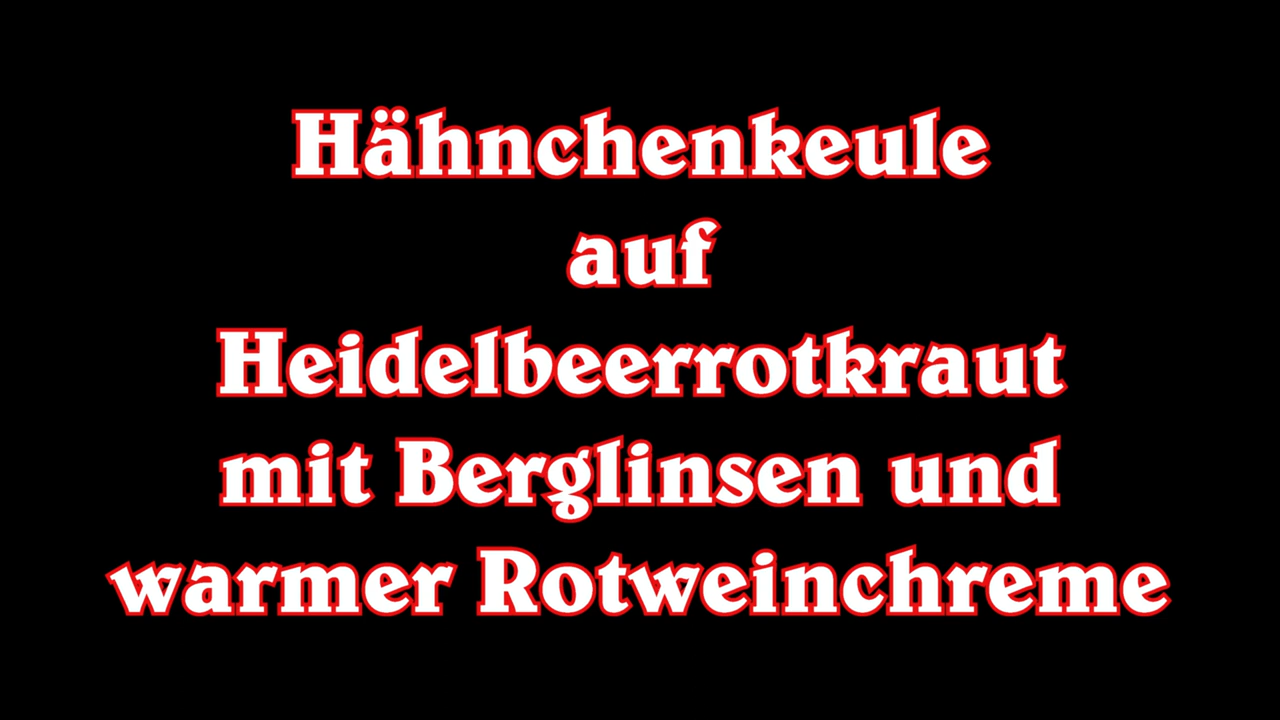 Hähnchenkeule
auf
Heidelbeerrotkraut
mit Berglinsen und
warmer Rotweinchreme